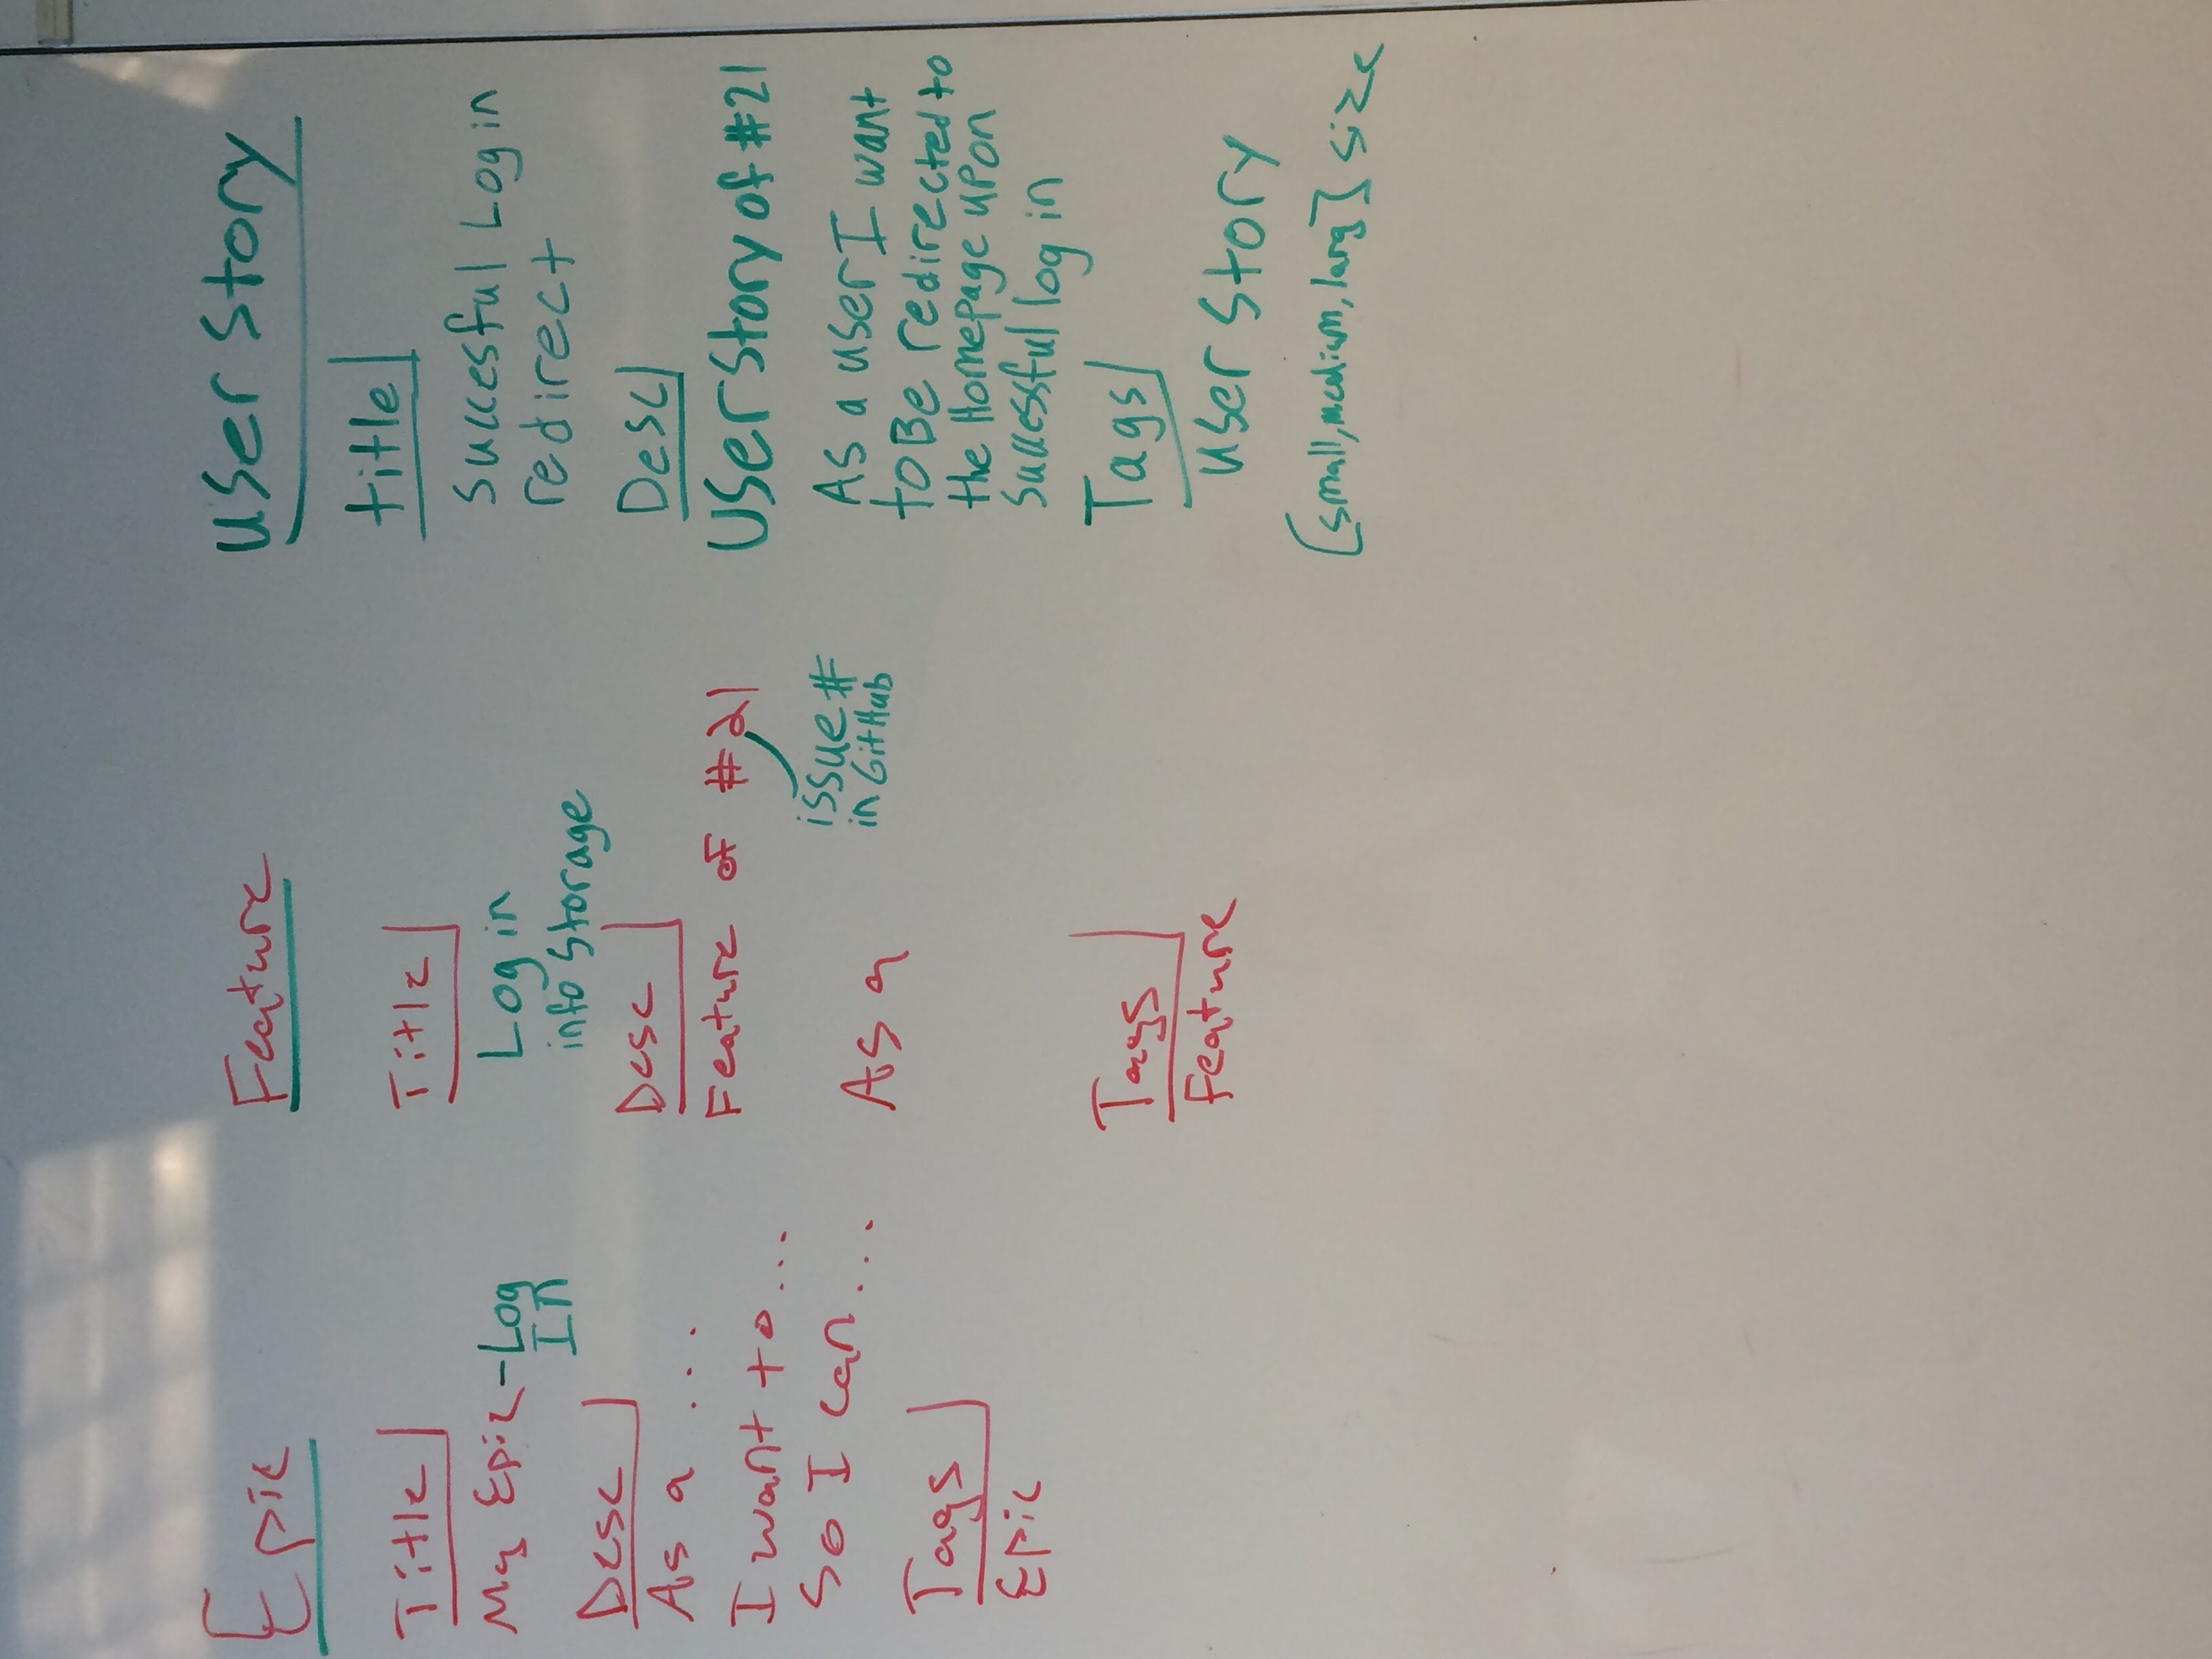 Epic
Title
My Epic - Log
In
Desc
As a ...
I want to ...
So I can ...
Tags
Epic
Feature
Title
Log in
info Storage
Desc
Feature of #21
issue #
in GitHub
As a
Tags
Feature
User Story
title
Succesful Log in
redirect
Desc
User Story of #21
As a user I want
to Be redirected to
the Homepage upon
Successful log in
Tags
user story
[small, medium, larg] size